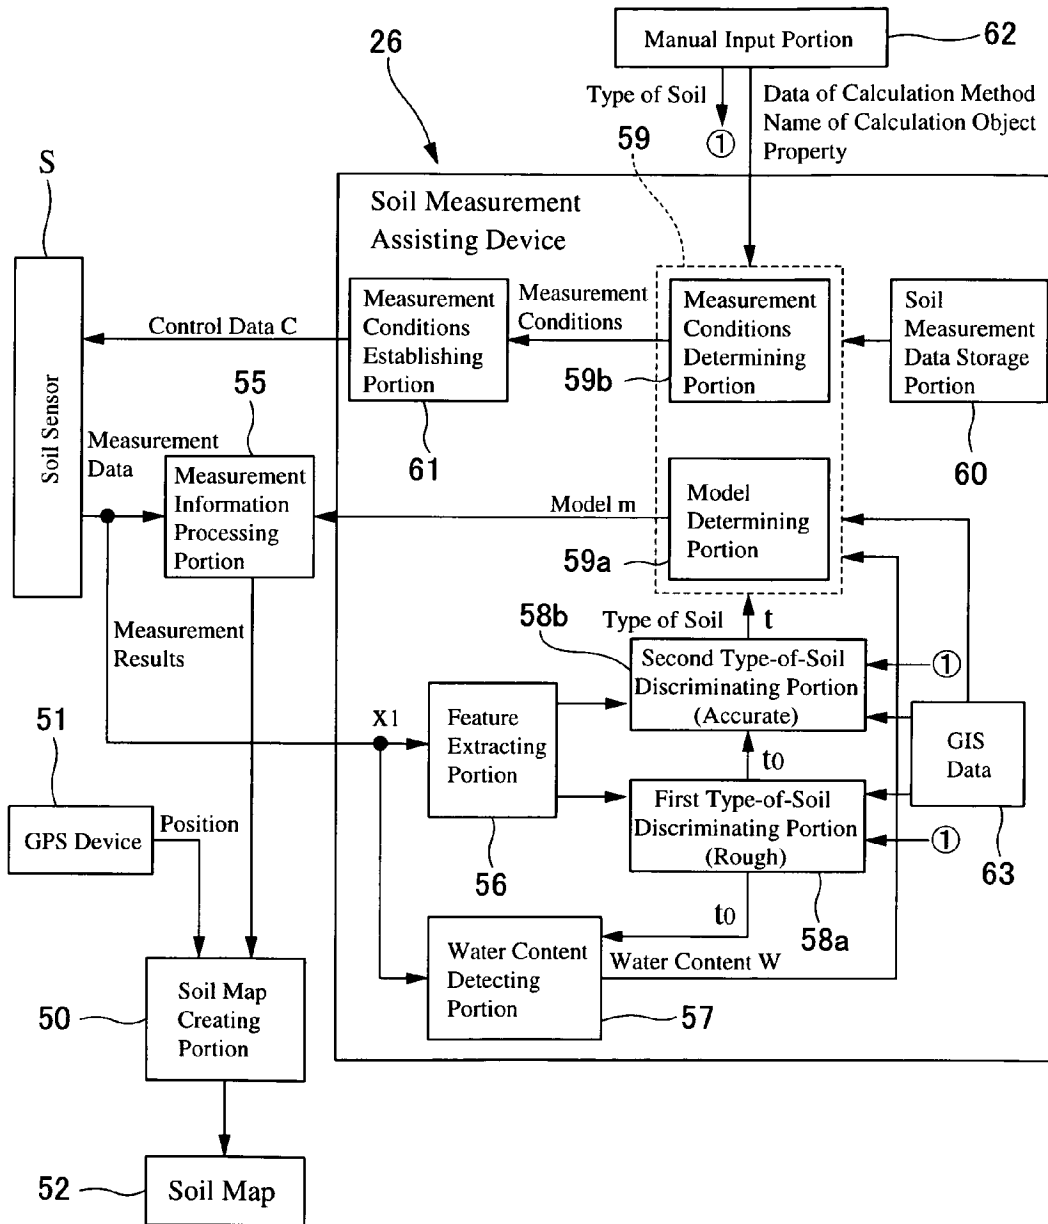 Manual Input Portion
62
26
Type of Soil
①
Data of Calculation Method
Name of Calculation Object
Property
59
S
Soil Sensor
Soil Measurement
Assisting Device
Control Data C
Measurement
Conditions
Establishing
Portion
61
Measurement
Conditions
Measurement
Conditions
Determining
Portion
59b
Soil
Measurement
Data Storage
Portion
60
55
Measurement
Data
Measurement
Information
Processing
Portion
Model m
Model
Determining
Portion
59a
Measurement
Results
Type of Soil
t
58b
Second Type-of-Soil
Discriminating Portion
(Accurate)
①
51
GPS Device
Position
X1
Feature
Extracting
Portion
56
t0
First Type-of-Soil
Discriminating Portion
(Rough)
①
58a
GIS
Data
63
t0
Water Content
Detecting
Portion
57
Water Content W
50
Soil Map
Creating
Portion
52
Soil Map